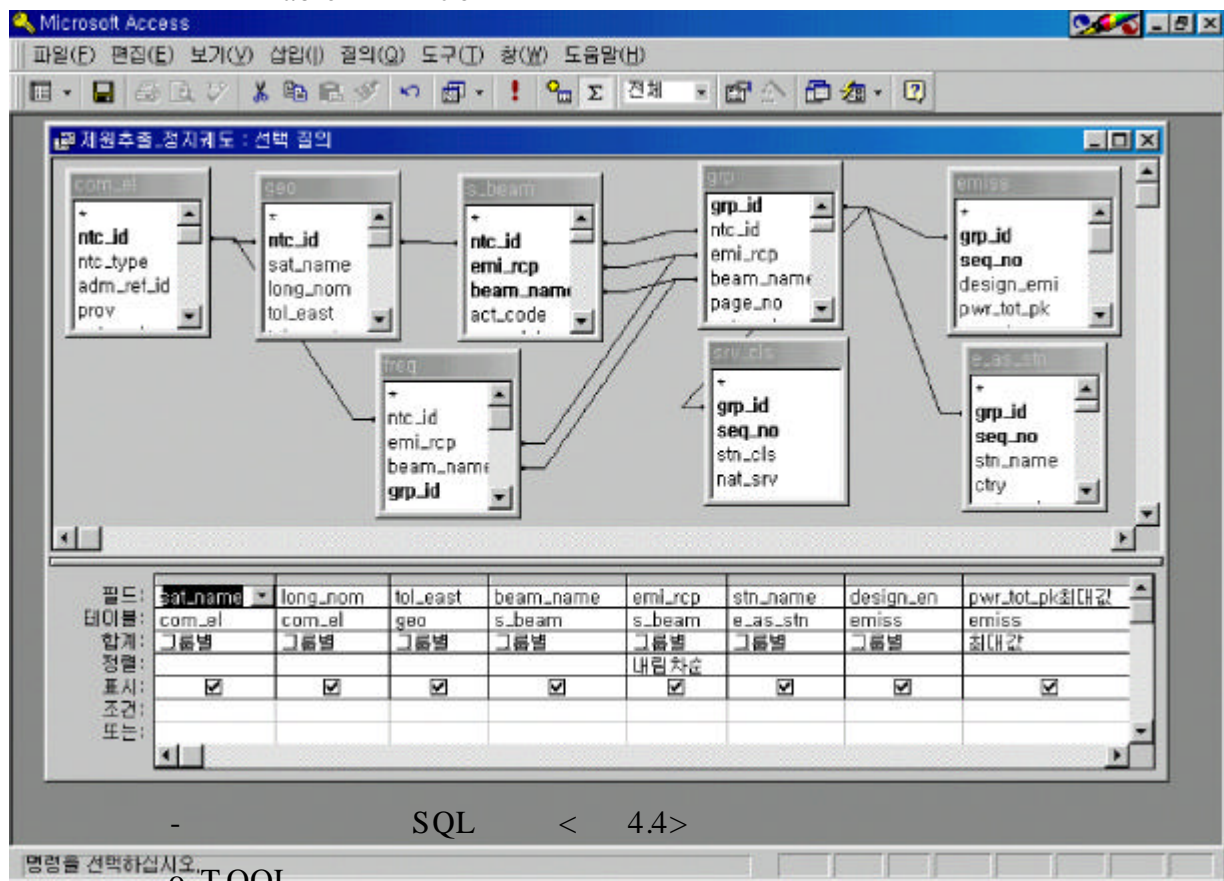 Microsoft Access
파일(F) 편집(E) 보기(V) 삽입(I) 질의(Q) 도구(T) 창(W) 도움말(H)
전체
제원추출_정지궤도 : 선택 질의
com_el
*
ntc_id
ntc_type
adm_ref_id
prov
geo
*
ntc_id
sat_name
long_nom
tol_east
s_beam
*
ntc_id
emi_rcp
beam_name
act_code
grp
grp_id
ntc_id
emi_rcp
beam_name
page_no
emiss
*
grp_id
seq_no
design_emi
pwr_tot_pk
freq
*
ntc_id
emi_rcp
beam_name
grp_id
srv_cls
*
grp_id
seq_no
stn_cls
nat_srv
e_as_stn
*
grp_id
seq_no
stn_name
ctry
필드: sat_name long_nom tol_east beam_name emi_rcp stn_name design_en pwr_tot_pk최대값
테이블: com_el com_el geo s_beam s_beam e_as_stn emiss emiss
합계: 그룹별 그룹별 그룹별 그룹별 그룹별 그룹별 그룹별 최대값
정렬: 내림차순
표시:
조건:
또는:
- SQL < 4.4>
명령을 선택하십시오.
o TOOL